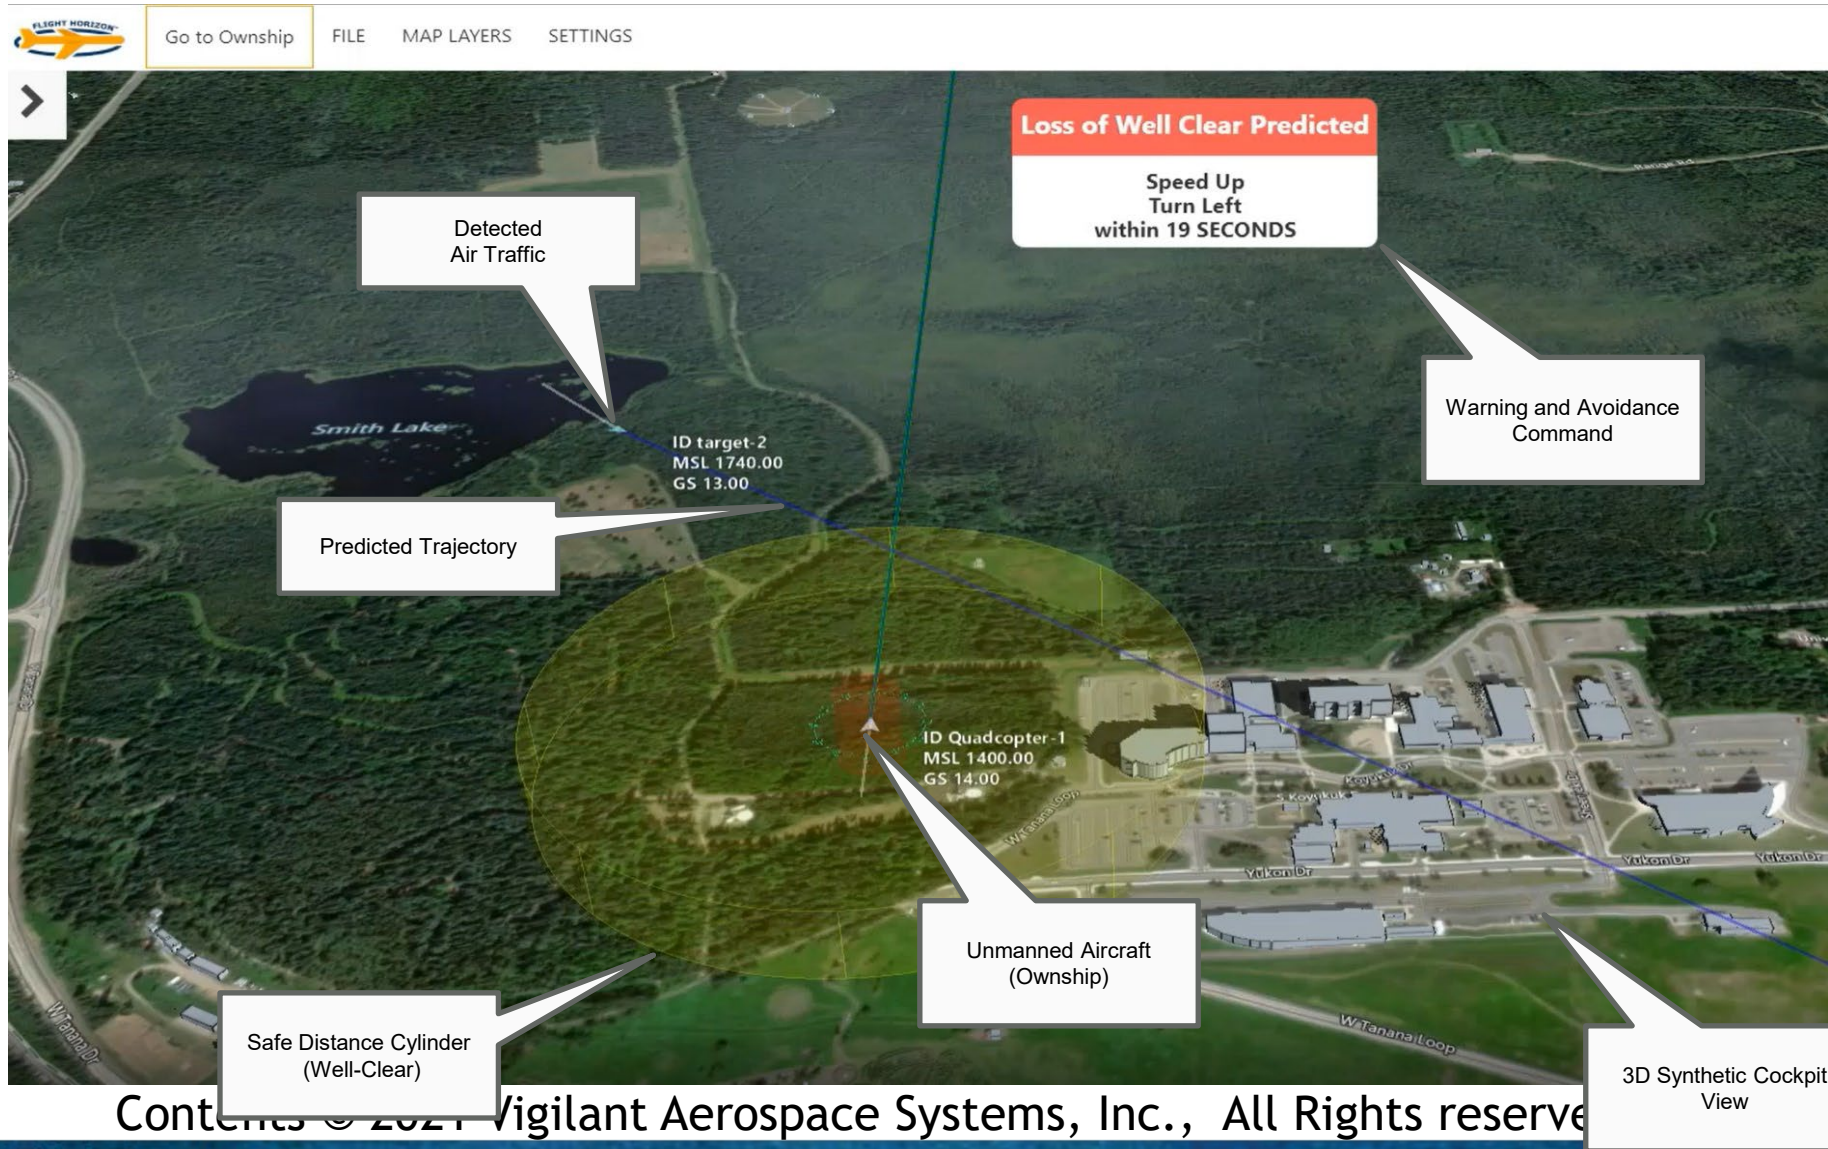 FLIGHT HORIZON
Go to Ownship
FILE
MAP LAYERS
SETTINGS
Loss of Well Clear Predicted
Speed Up
Turn Left
within 19 SECONDS
Range Rd
Detected
Air Traffic
Warning and Avoidance
Command
Smith Lake
ID target-2
MSL 1740.00
GS 13.00
Predicted Trajectory
ID Quadcopter-1
MSL 1400.00
GS 14.00
W Tanana Loop
Yukon Dr
Yukon Dr
Yukon Dr
Unmanned Aircraft
(Ownship)
W Tanana Dr
Safe Distance Cylinder
(Well-Clear)
W Tanana Loop
3D Synthetic Cockpit
View
Contents © 2021 Vigilant Aerospace Systems, Inc., All Rights reserve